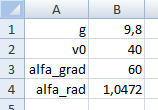 A B
1 g 9,8
2 v0 40
3 alfa_grad 60
4 alfa_rad 1,0472